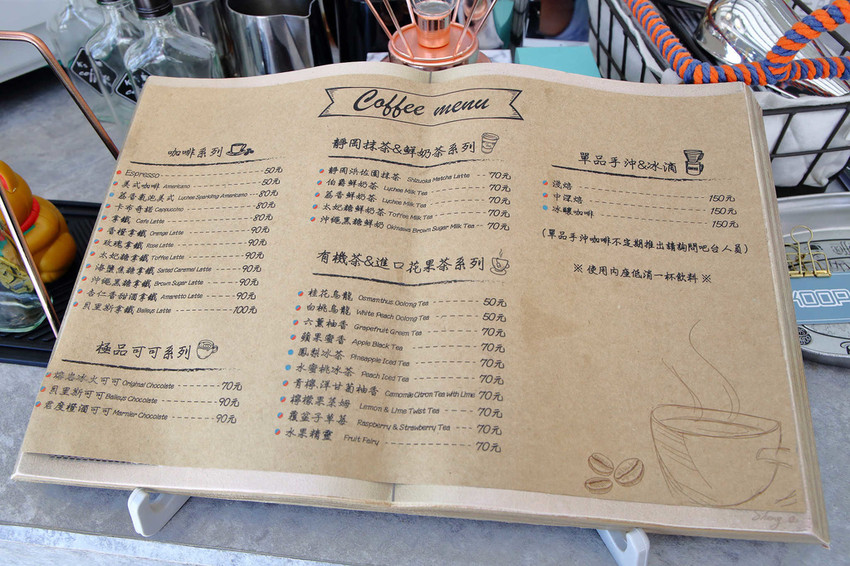 Coffee menu
咖啡系列
Espresso 50元
美式咖啡 Americano 50元
荔香氣泡美式 Lychee Sparkling Americano 80元
卡布奇諾 Cappuccino 80元
拿鐵 Cafe Latte 80元
香橙拿鐵 Orange Latte 90元
玫瑰拿鐵 Rose Latte 90元
太妃糖拿鐵 Toffee Latte 90元
海鹽焦糖拿鐵 Salted Caramel Latte 90元
沖繩黑糖拿鐵 Brown Sugar Latte 90元
杏仁香甜酒拿鐵 Amaretto Latte 90元
貝里斯拿鐵 Baileys Latte 100元
極品可可系列
熔岩冰火可可 Original Chocolate 70元
貝里斯可可 Baileys Chocolate 90元
君度橙酒可可 Marnier Chocolate 90元
靜岡抹茶&鮮奶茶系列
靜岡烘焙園抹茶 Shizuoka Matcha Latte 70元
伯爵鮮奶茶 Lychee Milk Tea 70元
荔香鮮奶茶 Lychee Milk Tea 70元
太妃糖鮮奶茶 Toffee Milk Tea 70元
沖繩黑糖鮮奶 Okinawa Brown Sugar Milk Tea 70元
有機茶&進口花果茶系列
桂花烏龍 Osmanthus Oolong Tea 50元
白桃烏龍 White Peach Oolong Tea 50元
六薰柚香 Grapefruit Green Tea 70元
蘋果蜜香 Apple Black Tea 70元
鳳梨冰茶 Pineapple Iced Tea 70元
水蜜桃冰茶 Peach Iced Tea 70元
青檸洋甘菊柚香 Camomile Citron Tea with Lime 70元
檸檬果萊姆 Lemon & Lime Twist Tea 70元
覆盆子草莓 Raspberry & Strawberry Tea 70元
水果精靈 Fruit Fairy 70元
單品手沖&冰滴
淺焙 150元
中深焙 150元
冰釀咖啡 150元
(單品手沖咖啡不定期推出請詢問吧台人員)
※ 使用內座低消一杯飲料 ※
KOOP